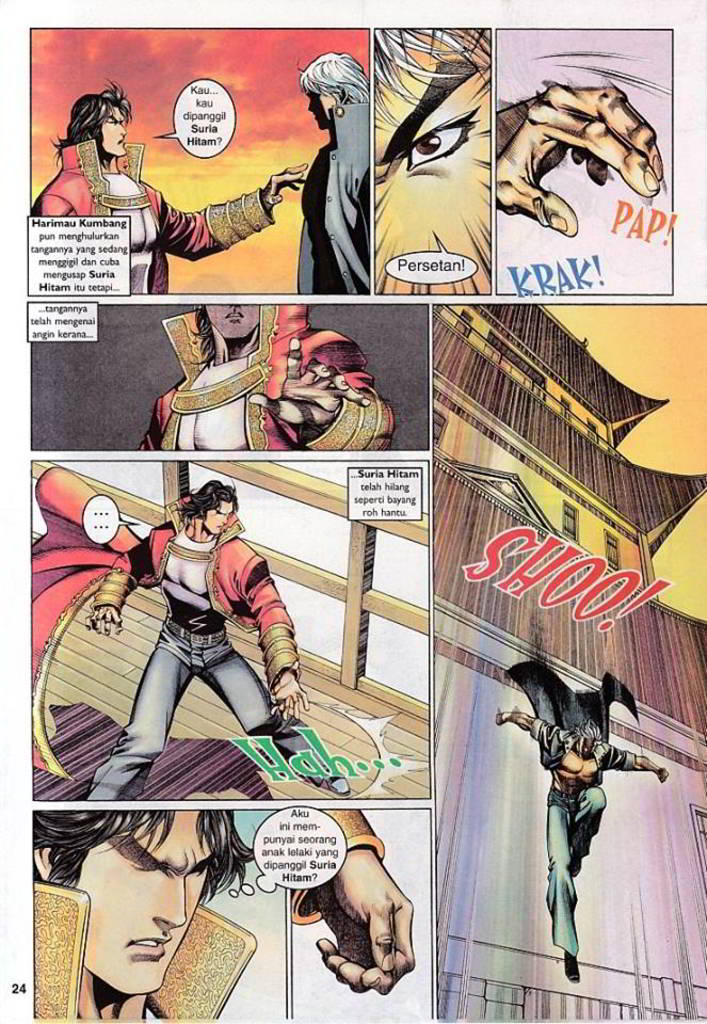 Kau...
kau
dipanggil
Suria
Hitam?
Harimau Kumbang
pun menghulurkan
tangannya yang sedang
menggigil dan cuba
mengusap Suria
Hitam itu tetapi...
Persetan!
PAP!
KRAK!
...tangannya
telah mengenai
angin kerana...
...Suria Hitam
telah hilang
seperti bayang
roh hantu.
...
...
Hah...
SHOO!
Aku
ini mem-
punyai seorang
anak lelaki yang
dipanggil Suria
Hitam?
24